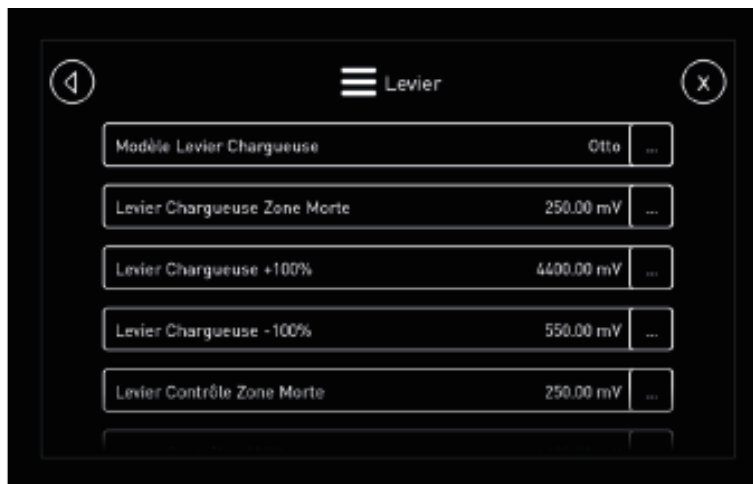 Levier
X
Modèle Levier Chargueuse Otto ...
Levier Chargueuse Zone Morte 250.00 mV ...
Levier Chargueuse +100% 4400.00 mV ...
Levier Chargueuse -100% 550.00 mV ...
Levier Contrôle Zone Morte 250.00 mV ...